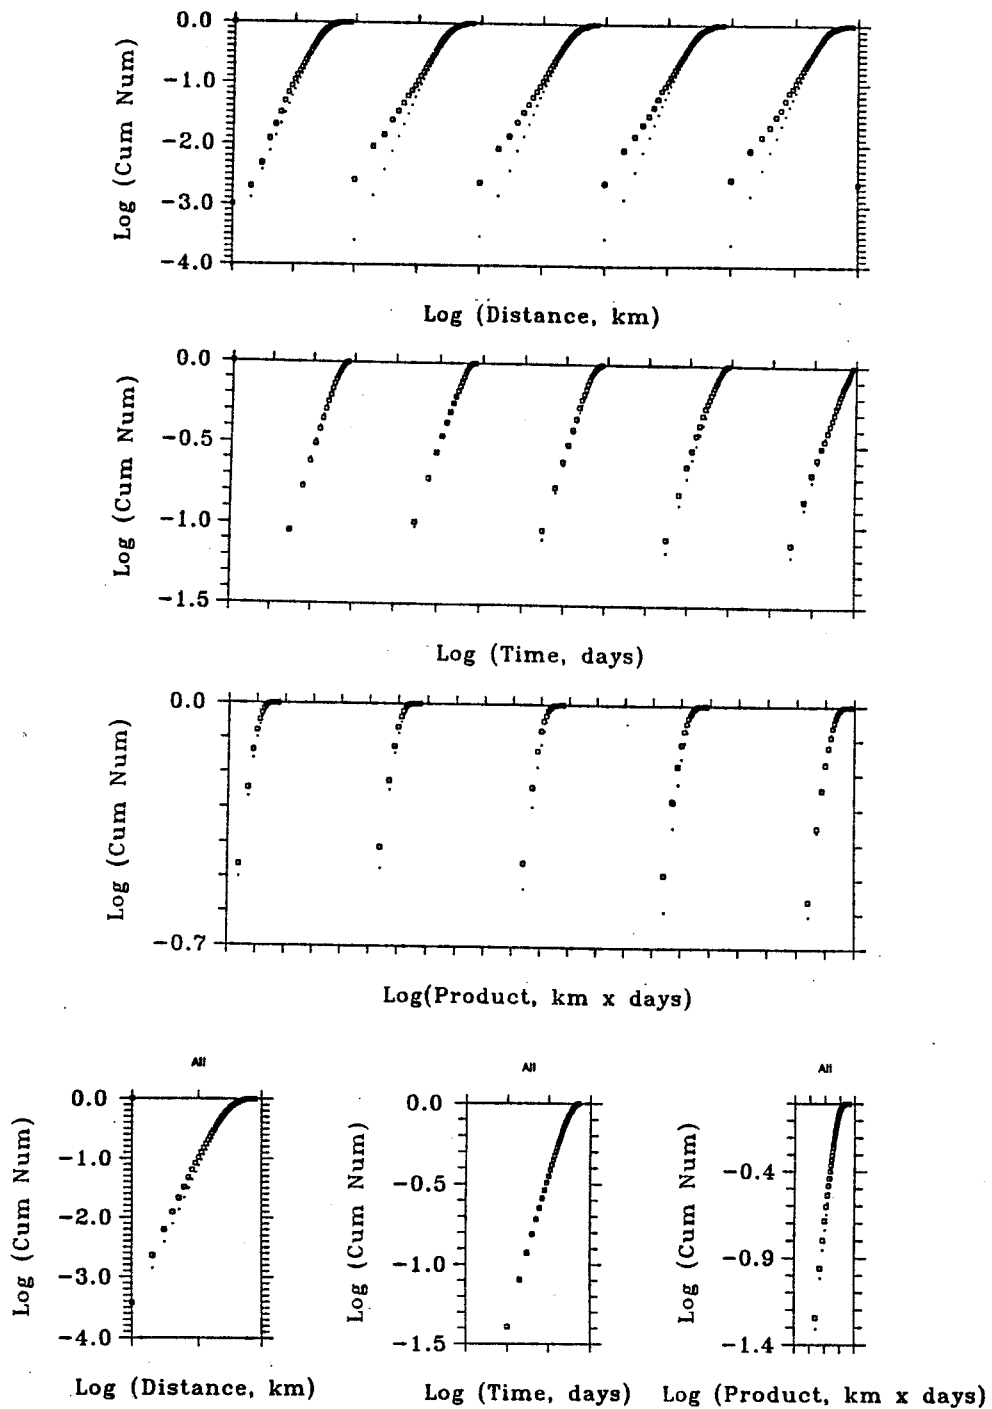 0.0
-1.0
-2.0
-3.0
-4.0
Log (Cum Num)
Log (Distance, km)
0.0
-0.5
-1.0
-1.5
Log (Cum Num)
Log (Time, days)
0.0
-0.7
Log (Cum Num)
Log(Product, km x days)
All
0.0
-1.0
-2.0
-3.0
-4.0
Log (Cum Num)
Log (Distance, km)
All
0.0
-0.5
-1.0
-1.5
Log (Cum Num)
Log (Time, days)
All
-0.4
-0.9
-1.4
Log (Cum Num)
Log (Product, km x days)